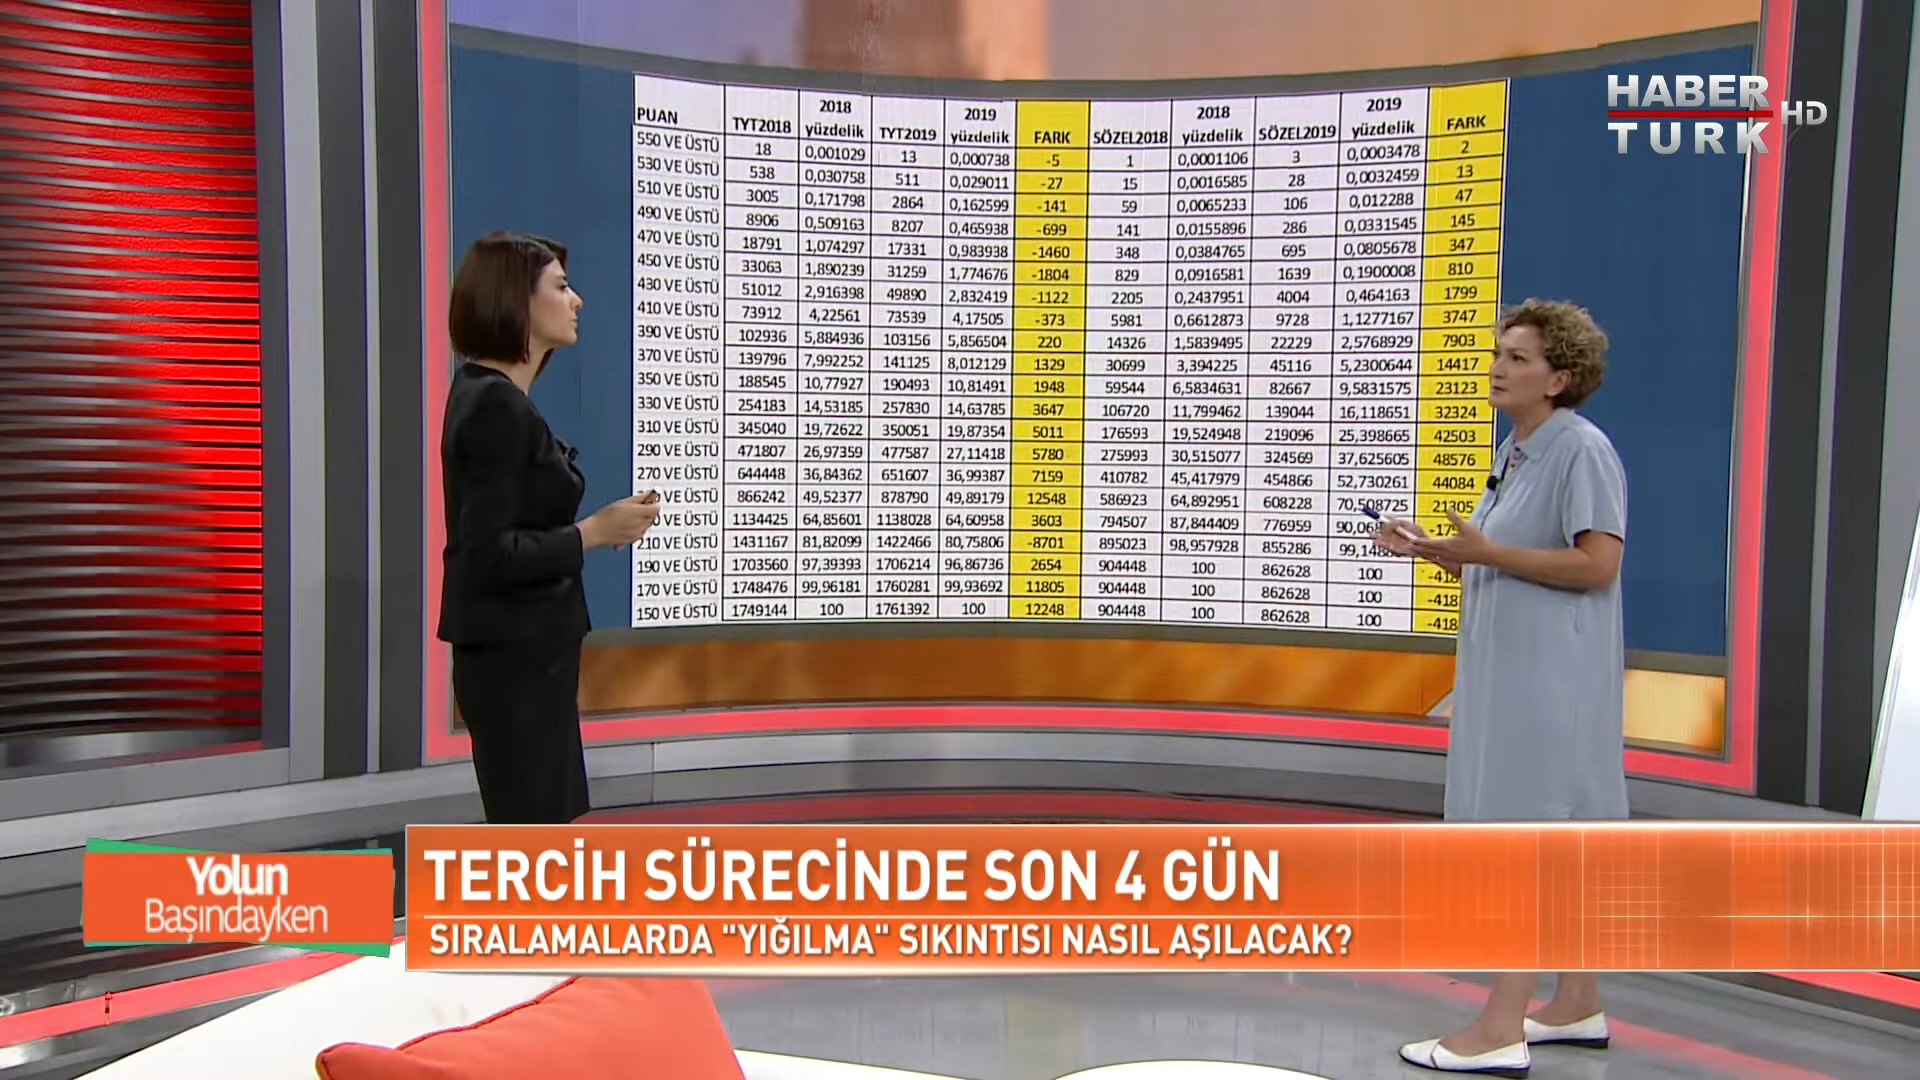 HABER
TURK HD
PUAN TYT2018 2018 yüzdelik TYT2019 2019 yüzdelik FARK SÖZEL2018 2018 yüzdelik SÖZEL2019 2019 yüzdelik FARK
550 VE ÜSTÜ 18 0,001029 13 0,000738 -5 1 0,0001106 3 0,0003478 2
530 VE ÜSTÜ 538 0,030758 511 0,029011 -27 15 0,0016585 28 0,0032459 13
510 VE ÜSTÜ 3005 0,171798 2864 0,162599 -141 59 0,0065233 106 0,012288 47
490 VE ÜSTÜ 8906 0,509163 8207 0,465938 -699 141 0,0155896 286 0,0331545 145
470 VE ÜSTÜ 18791 1,074297 17331 0,983938 -1460 348 0,0384765 695 0,0805678 347
450 VE ÜSTÜ 33063 1,890239 31259 1,774676 -1804 829 0,0916581 1639 0,1900008 810
430 VE ÜSTÜ 51012 2,916398 49890 2,832419 -1122 2205 0,2437951 4004 0,464163 1799
410 VE ÜSTÜ 73912 4,22561 73539 4,17505 -373 5981 0,6612873 9728 1,1277167 3747
390 VE ÜSTÜ 102936 5,884936 103156 5,856504 220 14326 1,5839495 22229 2,5768929 7903
370 VE ÜSTÜ 139796 7,992252 141125 8,012129 1329 30699 3,394225 45116 5,2300644 14417
350 VE ÜSTÜ 188545 10,77927 190493 10,81491 1948 59544 6,5834631 82667 9,5831575 23123
330 VE ÜSTÜ 254183 14,53185 257830 14,63785 3647 106720 11,799462 139044 16,118651 32324
310 VE ÜSTÜ 345040 19,72622 350051 19,87354 5011 176593 19,524948 219096 25,398665 42503
290 VE ÜSTÜ 471807 26,97359 477587 27,11418 5780 275993 30,515077 324569 37,625605 48576
270 VE ÜSTÜ 644448 36,84362 651607 36,99387 7159 410782 45,417979 454866 52,730261 44084
VE ÜSTÜ 866242 49,52377 878790 49,89179 12548 586923 64,892951 608228 70,508725 21305
VE ÜSTÜ 1134425 64,85601 1138028 64,60958 3603 794507 87,844409 776959
210 VE ÜSTÜ 1431167 81,82099 1422466 80,75806 -8701 895023 98,957928 855286
190 VE ÜSTÜ 1703560 97,39393 1706214 96,86736 2654 904448 100 862628 100
170 VE ÜSTÜ 1748476 99,96181 1760281 99,93692 11805 904448 100 862628 100
150 VE ÜSTÜ 1749144 100 1761392 100 12248 904448 100 862628 100
Yolun
Başındayken
TERCİH SÜRECİNDE SON 4 GÜN
SIRALAMALARDA "YIĞILMA" SIKINTISI NASIL AŞILACAK?